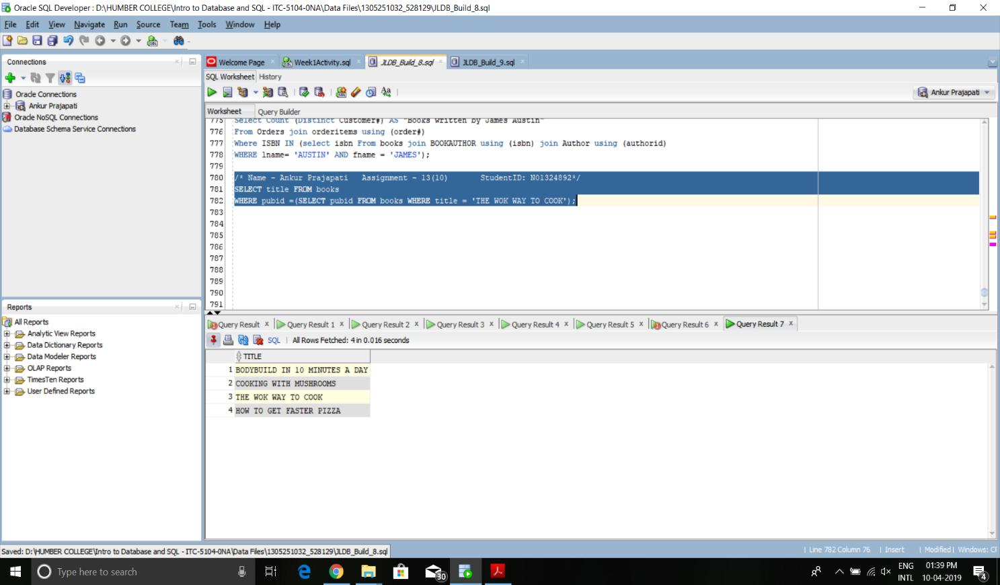 Oracle SQL Developer : D:\HUMBER COLLEGE\Intro to Database and SQL - ITC-5104-0NA\Data Files\1305251032_528129\JLDB_Build_8.sql
File Edit View Navigate Run Source Team Tools Window Help
Connections
Oracle Connections
Ankur Prajapati
Oracle NoSQL Connections
Database Schema Service Connections
Reports
All Reports
Analytic View Reports
Data Dictionary Reports
Data Modeler Reports
OLAP Reports
TimesTen Reports
User Defined Reports
Welcome Page Week1Activity.sql JLDB_Build_8.sql JLDB_Build_9.sql
SQL Worksheet History
Ankur Prajapati
Worksheet Query Builder
775 Select Count (Distinct Customer#) AS "Books written by James Austin"
776 From Orders join orderitems using (order#)
777 Where ISBN IN (select isbn From books join BOOKAUTHOR using (isbn) join Author using (authorid)
778 WHERE lname= 'AUSTIN' AND fname = 'JAMES');
779
780 /* Name - Ankur Prajapati Assignment - 13(10) StudentID: N01324892*/
781 SELECT title FROM books
782 WHERE pubid =(SELECT pubid FROM books WHERE title = 'THE WOK WAY TO COOK');
783
784
785
786
787
788
789
790
791
Query Result Query Result 1 Query Result 2 Query Result 3 Query Result 4 Query Result 5 Query Result 6 Query Result 7
SQL All Rows Fetched: 4 in 0.016 seconds
TITLE
1 BODYBUILD IN 10 MINUTES A DAY
2 COOKING WITH MUSHROOMS
3 THE WOK WAY TO COOK
4 HOW TO GET FASTER PIZZA
Saved: D:\HUMBER COLLEGE\Intro to Database and SQL - ITC-5104-0NA\Data Files\1305251032_528129\JLDB_Build_8.sql
| Line 782 Column 76 | Insert | Modified | Windows: Cl
Type here to search
30
ENG
INTL
01:39 PM
10-04-2019
4